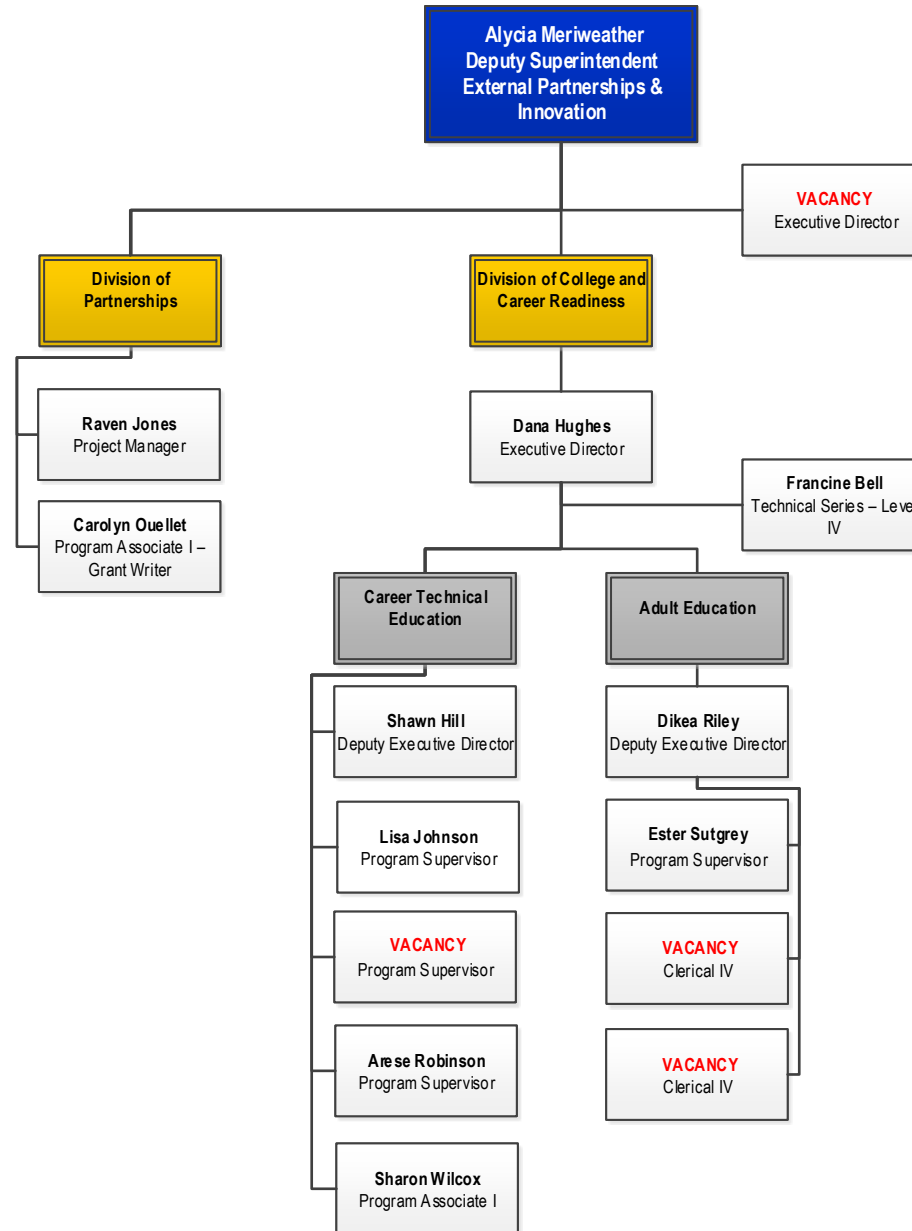 Alycia Meriweather
Deputy Superintendent
External Partnerships &
Innovation
VACANCY
Executive Director
Division of
Partnerships
Division of College and
Career Readiness
Raven Jones
Project Manager
Dana Hughes
Executive Director
Carolyn Ouellet
Program Associate I –
Grant Writer
Francine Bell
Technical Series – Leve
IV
Career Technical
Education
Adult Education
Shawn Hill
Deputy Executive Director
Dikea Riley
Deputy Executive Director
Lisa Johnson
Program Supervisor
Ester Sutgrey
Program Supervisor
VACANCY
Program Supervisor
VACANCY
Clerical IV
Arese Robinson
Program Supervisor
VACANCY
Clerical IV
Sharon Wilcox
Program Associate I